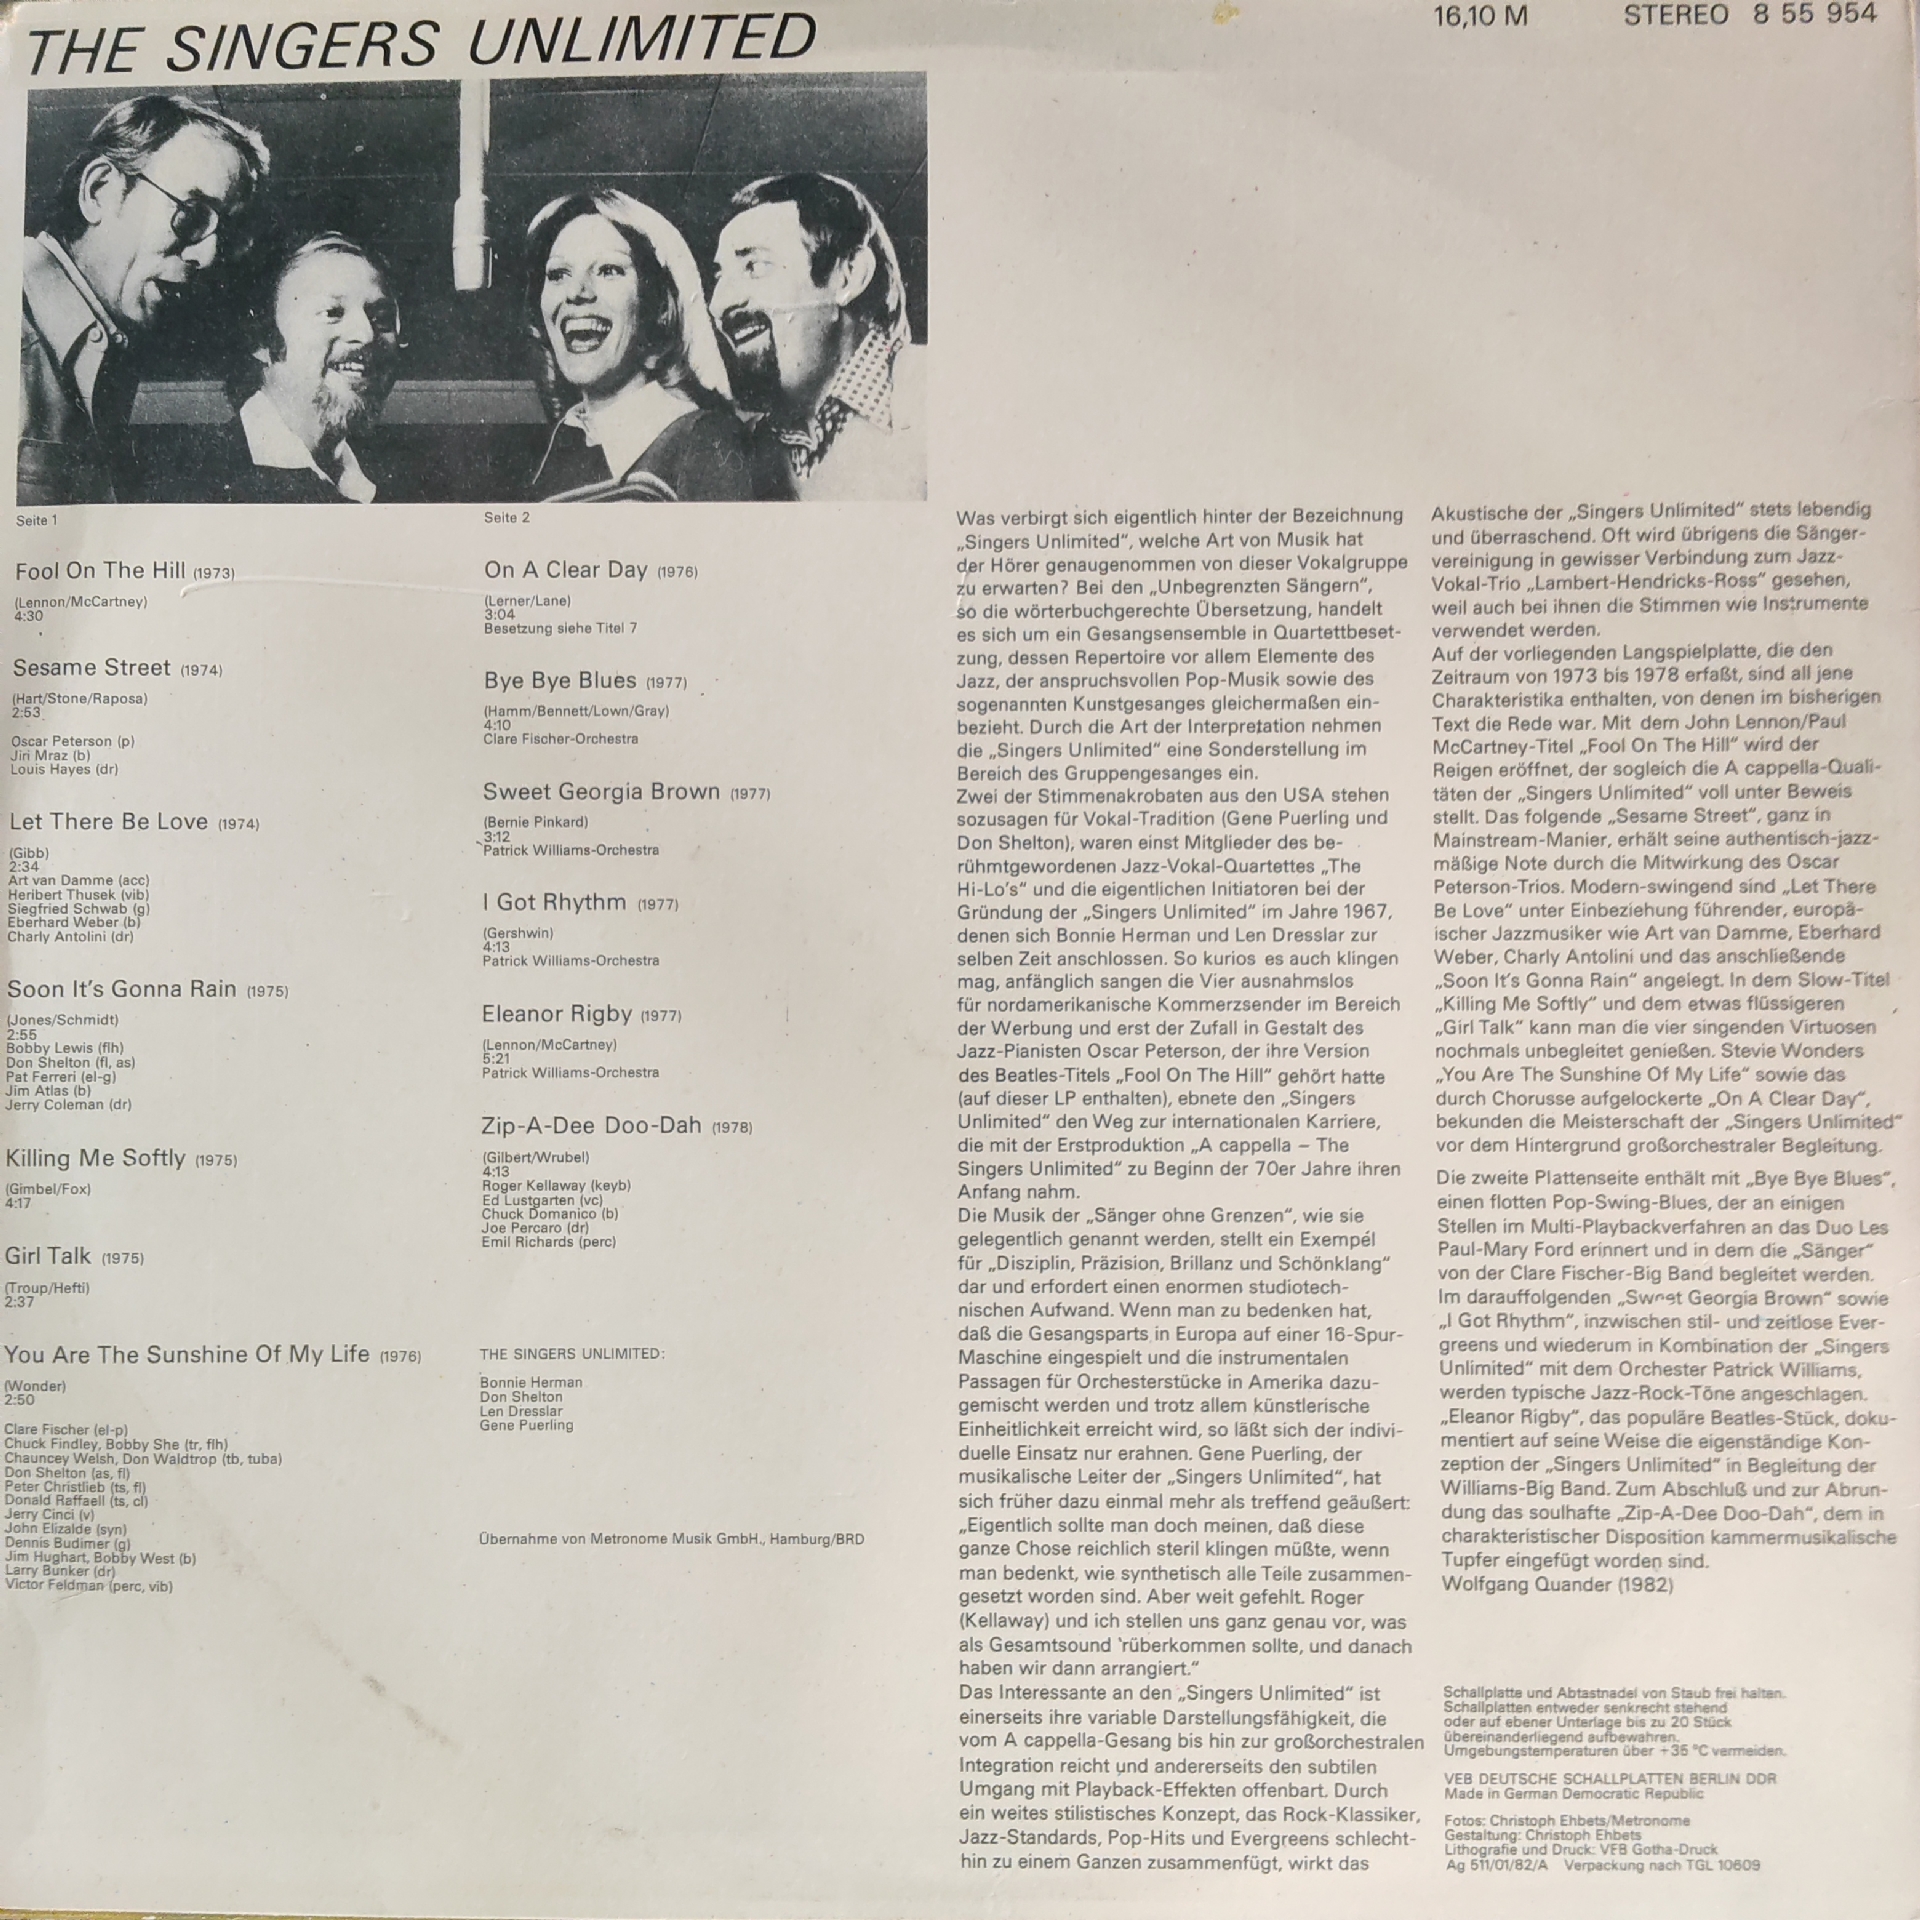 THE SINGERS UNLIMITED
16,10 M STEREO 8 55 954
Seite 1
Fool On The Hill (1973)
(Lennon/McCartney)
4:30
Sesame Street (1974)
(Hart/Stone/Raposa)
2:53
Oscar Peterson (p)
Jiri Mraz (b)
Louis Hayes (dr)
Let There Be Love (1974)
(Gibb)
2:34
Art van Damme (acc)
Heribert Thusek (vib)
Siegfried Schwab (g)
Eberhard Weber (b)
Charly Antolini (dr)
Soon It's Gonna Rain (1975)
(Jones/Schmidt)
2:55
Bobby Lewis (flh)
Don Shelton (fl, as)
Pat Ferreri (el-g)
Jim Atlas (b)
Jerry Coleman (dr)
Killing Me Softly (1975)
(Gimbel/Fox)
4:17
Girl Talk (1975)
(Troup/Hefti)
2:37
You Are The Sunshine Of My Life (1976)
(Wonder)
2:50
Clare Fischer (el-p)
Chuck Findley, Bobby She (tr, flh)
Chauncey Welsh, Don Waldtrop (tb, tuba)
Don Shelton (as, fl)
Peter Christlieb (ts, fl)
Donald Raffaell (ts, cl)
Jerry Cinci (v)
John Elizalde (syn)
Dennis Budimer (g)
Jim Hughart, Bobby West (b)
Larry Bunker (dr)
Victor Feldman (perc, vib)
Seite 2
On A Clear Day (1976)
(Lerner/Lane)
3:04
Besetzung siehe Titel 7
Bye Bye Blues (1977)
(Hamm/Bennett/Lown/Gray)
4:10
Clare Fischer-Orchestra
Sweet Georgia Brown (1977)
(Bernie Pinkard)
3:12
Patrick Williams-Orchestra
I Got Rhythm (1977)
(Gershwin)
4:13
Patrick Williams-Orchestra
Eleanor Rigby (1977)
(Lennon/McCartney)
5:21
Patrick Williams-Orchestra
Zip-A-Dee Doo-Dah (1978)
(Gilbert/Wrubel)
4:13
Roger Kellaway (keyb)
Ed Lustgarten (vc)
Chuck Domanico (b)
Joe Percaro (dr)
Emil Richards (perc)
THE SINGERS UNLIMITED:
Bonnie Herman
Don Shelton
Len Dresslar
Gene Puerling
Übernahme von Metronome Musik GmbH., Hamburg/BRD
Was verbirgt sich eigentlich hinter der Bezeichnung
„Singers Unlimited“, welche Art von Musik hat
der Hörer genaugenommen von dieser Vokalgruppe
zu erwarten? Bei den „Unbegrenzten Sängern“,
so die wörterbuchgerechte Übersetzung, handelt
es sich um ein Gesangsensemble in Quartettbeset-
zung, dessen Repertoire vor allem Elemente des
Jazz, der anspruchsvollen Pop-Musik sowie des
sogenannten Kunstgesanges gleichermaßen ein-
bezieht. Durch die Art der Interpretation nehmen
die „Singers Unlimited“ eine Sonderstellung im
Bereich des Gruppengesanges ein.
Zwei der Stimmenakrobaten aus den USA stehen
sozusagen für Vokal-Tradition (Gene Puerling und
Don Shelton), waren einst Mitglieder des be-
rühmtgewordenen Jazz-Vokal-Quartettes „The
Hi-Lo's“ und die eigentlichen Initiatoren bei der
Gründung der „Singers Unlimited“ im Jahre 1967,
denen sich Bonnie Herman und Len Dresslar zur
selben Zeit anschlossen. So kurios es auch klingen
mag, anfänglich sangen die Vier ausnahmslos
für nordamerikanische Kommerzsender im Bereich
der Werbung und erst der Zufall in Gestalt des
Jazz-Pianisten Oscar Peterson, der ihre Version
des Beatles-Titels „Fool On The Hill“ gehört hatte
(auf dieser LP enthalten), ebnete den „Singers
Unlimited“ den Weg zur internationalen Karriere,
die mit der Erstproduktion „A cappella – The
Singers Unlimited“ zu Beginn der 70er Jahre ihren
Anfang nahm.
Die Musik der „Sänger ohne Grenzen“, wie sie
gelegentlich genannt werden, stellt ein Exempél
für „Disziplin, Präzision, Brillanz und Schönklang“
dar und erfordert einen enormen studiotech-
nischen Aufwand. Wenn man zu bedenken hat,
daß die Gesangsparts in Europa auf einer 16-Spur-
Maschine eingespielt und die instrumentalen
Passagen für Orchesterstücke in Amerika dazu-
gemischt werden und trotz allem künstlerische
Einheitlichkeit erreicht wird, so läßt sich der indivi-
duelle Einsatz nur erahnen. Gene Puerling, der
musikalische Leiter der „Singers Unlimited“, hat
sich früher dazu einmal mehr als treffend geäußert:
„Eigentlich sollte man doch meinen, daß diese
ganze Chose reichlich steril klingen müßte, wenn
man bedenkt, wie synthetisch alle Teile zusammen-
gesetzt worden sind. Aber weit gefehlt. Roger
(Kellaway) und ich stellen uns ganz genau vor, was
als Gesamtsound 'rüberkommen sollte, und danach
haben wir dann arrangiert.“
Das Interessante an den „Singers Unlimited“ ist
einerseits ihre variable Darstellungsfähigkeit, die
vom A cappella-Gesang bis hin zur großorchestralen
Integration reicht und andererseits den subtilen
Umgang mit Playback-Effekten offenbart. Durch
ein weites stilistisches Konzept, das Rock-Klassiker,
Jazz-Standards, Pop-Hits und Evergreens schlecht-
hin zu einem Ganzen zusammenfügt, wirkt das
Akustische der „Singers Unlimited“ stets lebendig
und überraschend. Oft wird übrigens die Sänger-
vereinigung in gewisser Verbindung zum Jazz-
Vokal-Trio „Lambert-Hendricks-Ross“ gesehen,
weil auch bei ihnen die Stimmen wie Instrumente
verwendet werden.
Auf der vorliegenden Langspielplatte, die den
Zeitraum von 1973 bis 1978 erfaßt, sind all jene
Charakteristika enthalten, von denen im bisherigen
Text die Rede war. Mit dem John Lennon/Paul
McCartney-Titel „Fool On The Hill“ wird der
Reigen eröffnet, der sogleich die A cappella-Quali-
täten der „Singers Unlimited“ voll unter Beweis
stellt. Das folgende „Sesame Street“, ganz in
Mainstream-Manier, erhält seine authentisch-jazz-
mäßige Note durch die Mitwirkung des Oscar
Peterson-Trios. Modern-swingend sind „Let There
Be Love“ unter Einbeziehung führender, europä-
ischer Jazzmusiker wie Art van Damme, Eberhard
Weber, Charly Antolini und das anschließende
„Soon It's Gonna Rain“ angelegt. In dem Slow-Titel
„Killing Me Softly“ und dem etwas flüssigeren
„Girl Talk“ kann man die vier singenden Virtuosen
nochmals unbegleitet genießen. Stevie Wonders
„You Are The Sunshine Of My Life“ sowie das
durch Chorusse aufgelockerte „On A Clear Day“,
bekunden die Meisterschaft der „Singers Unlimited“
vor dem Hintergrund großorchestraler Begleitung.
Die zweite Plattenseite enthält mit „Bye Bye Blues“,
einen flotten Pop-Swing-Blues, der an einigen
Stellen im Multi-Playbackverfahren an das Duo Les
Paul-Mary Ford erinnert und in dem die „Sänger“
von der Clare Fischer-Big Band begleitet werden.
Im darauffolgenden „Sweet Georgia Brown“ sowie
„I Got Rhythm“, inzwischen stil- und zeitlose Ever-
greens und wiederum in Kombination der „Singers
Unlimited“ mit dem Orchester Patrick Williams,
werden typische Jazz-Rock-Töne angeschlagen.
„Eleanor Rigby“, das populäre Beatles-Stück, doku-
mentiert auf seine Weise die eigenständige Kon-
zeption der „Singers Unlimited“ in Begleitung der
Williams-Big Band. Zum Abschluß und zur Abrun-
dung das soulhafte „Zip-A-Dee Doo-Dah“, dem in
charakteristischer Disposition kammermusikalische
Tupfer eingefügt worden sind.
Wolfgang Quander (1982)
Schallplatte und Abtastnadel von Staub frei halten.
Schallplatten entweder senkrecht stehend
oder auf ebener Unterlage bis zu 20 Stück
übereinanderliegend aufbewahren.
Umgebungstemperaturen über +35 °C vermeiden.
VEB DEUTSCHE SCHALLPLATTEN BERLIN DDR
Made in German Democratic Republic
Fotos: Christoph Ehbets/Metronome
Gestaltung: Christoph Ehbets
Lithografie und Druck: VEB Gotha-Druck
Ag 511/01/82/A Verpackung nach TGL 10609